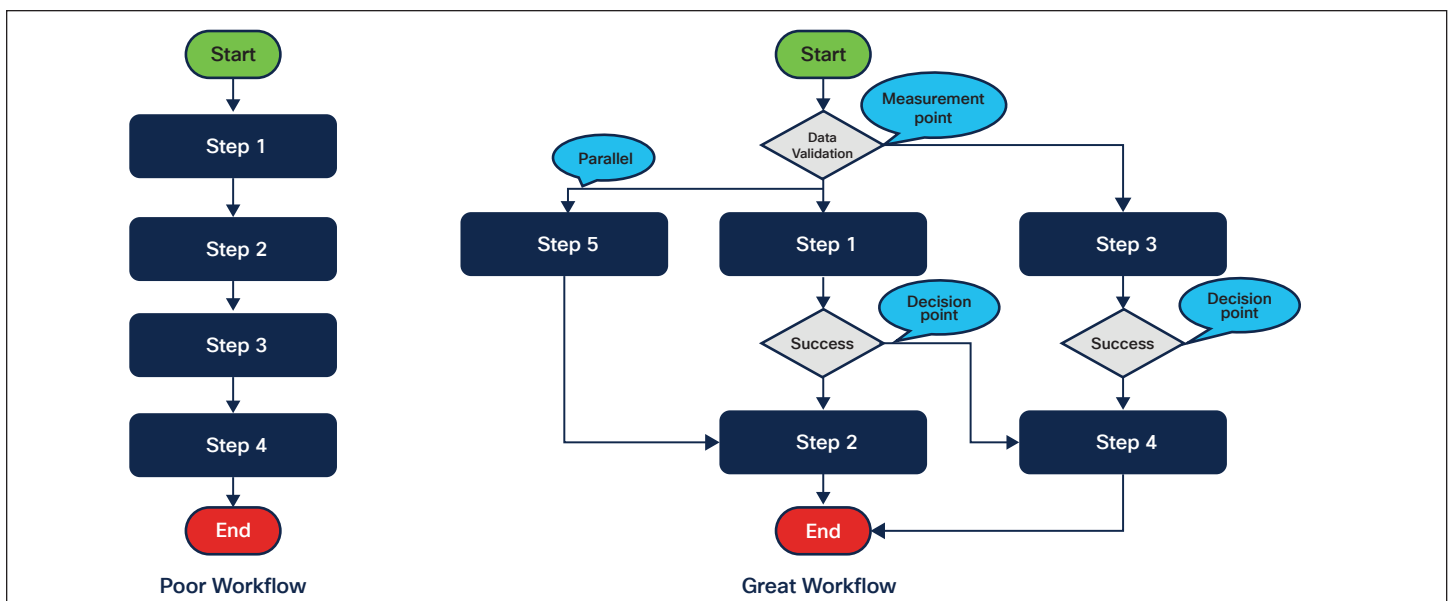 Start
Step 1
Step 2
Step 3
Step 4
End
Poor Workflow
Start
Measurement
point
Data
Validation
Parallel
Step 5
Step 1
Step 3
Decision
point
Success
Decision
point
Success
Step 2
Step 4
End
Great Workflow